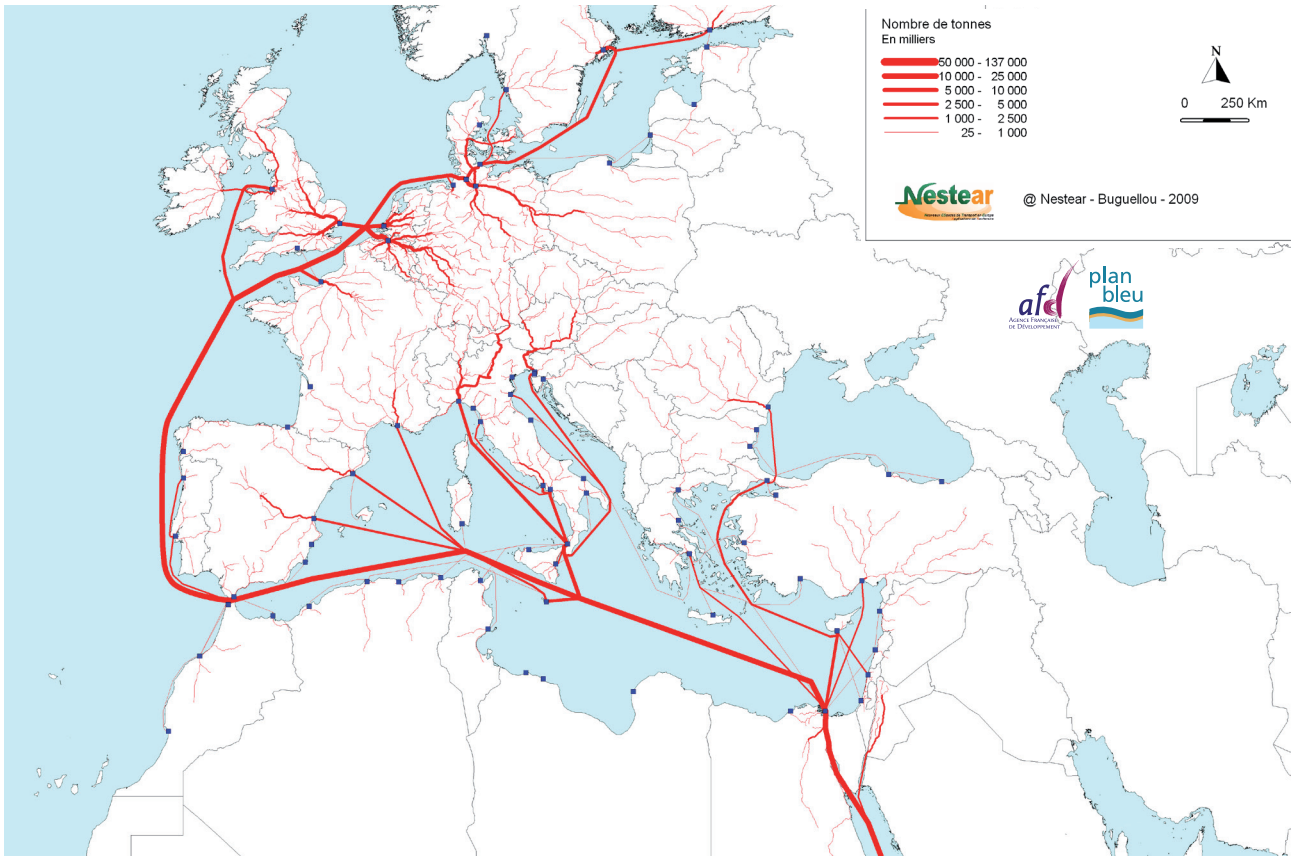 Nombre de tonnes
En milliers
50 000 - 137 000
10 000 - 25 000
5 000 - 10 000
2 500 - 5 000
1 000 - 2 500
25 - 1 000
N
0 250 Km
Nestear
@ Nestear - Buguellou - 2009
afd
AGENCE FRANÇAISE
DE DÉVELOPPEMENT
plan
bleu